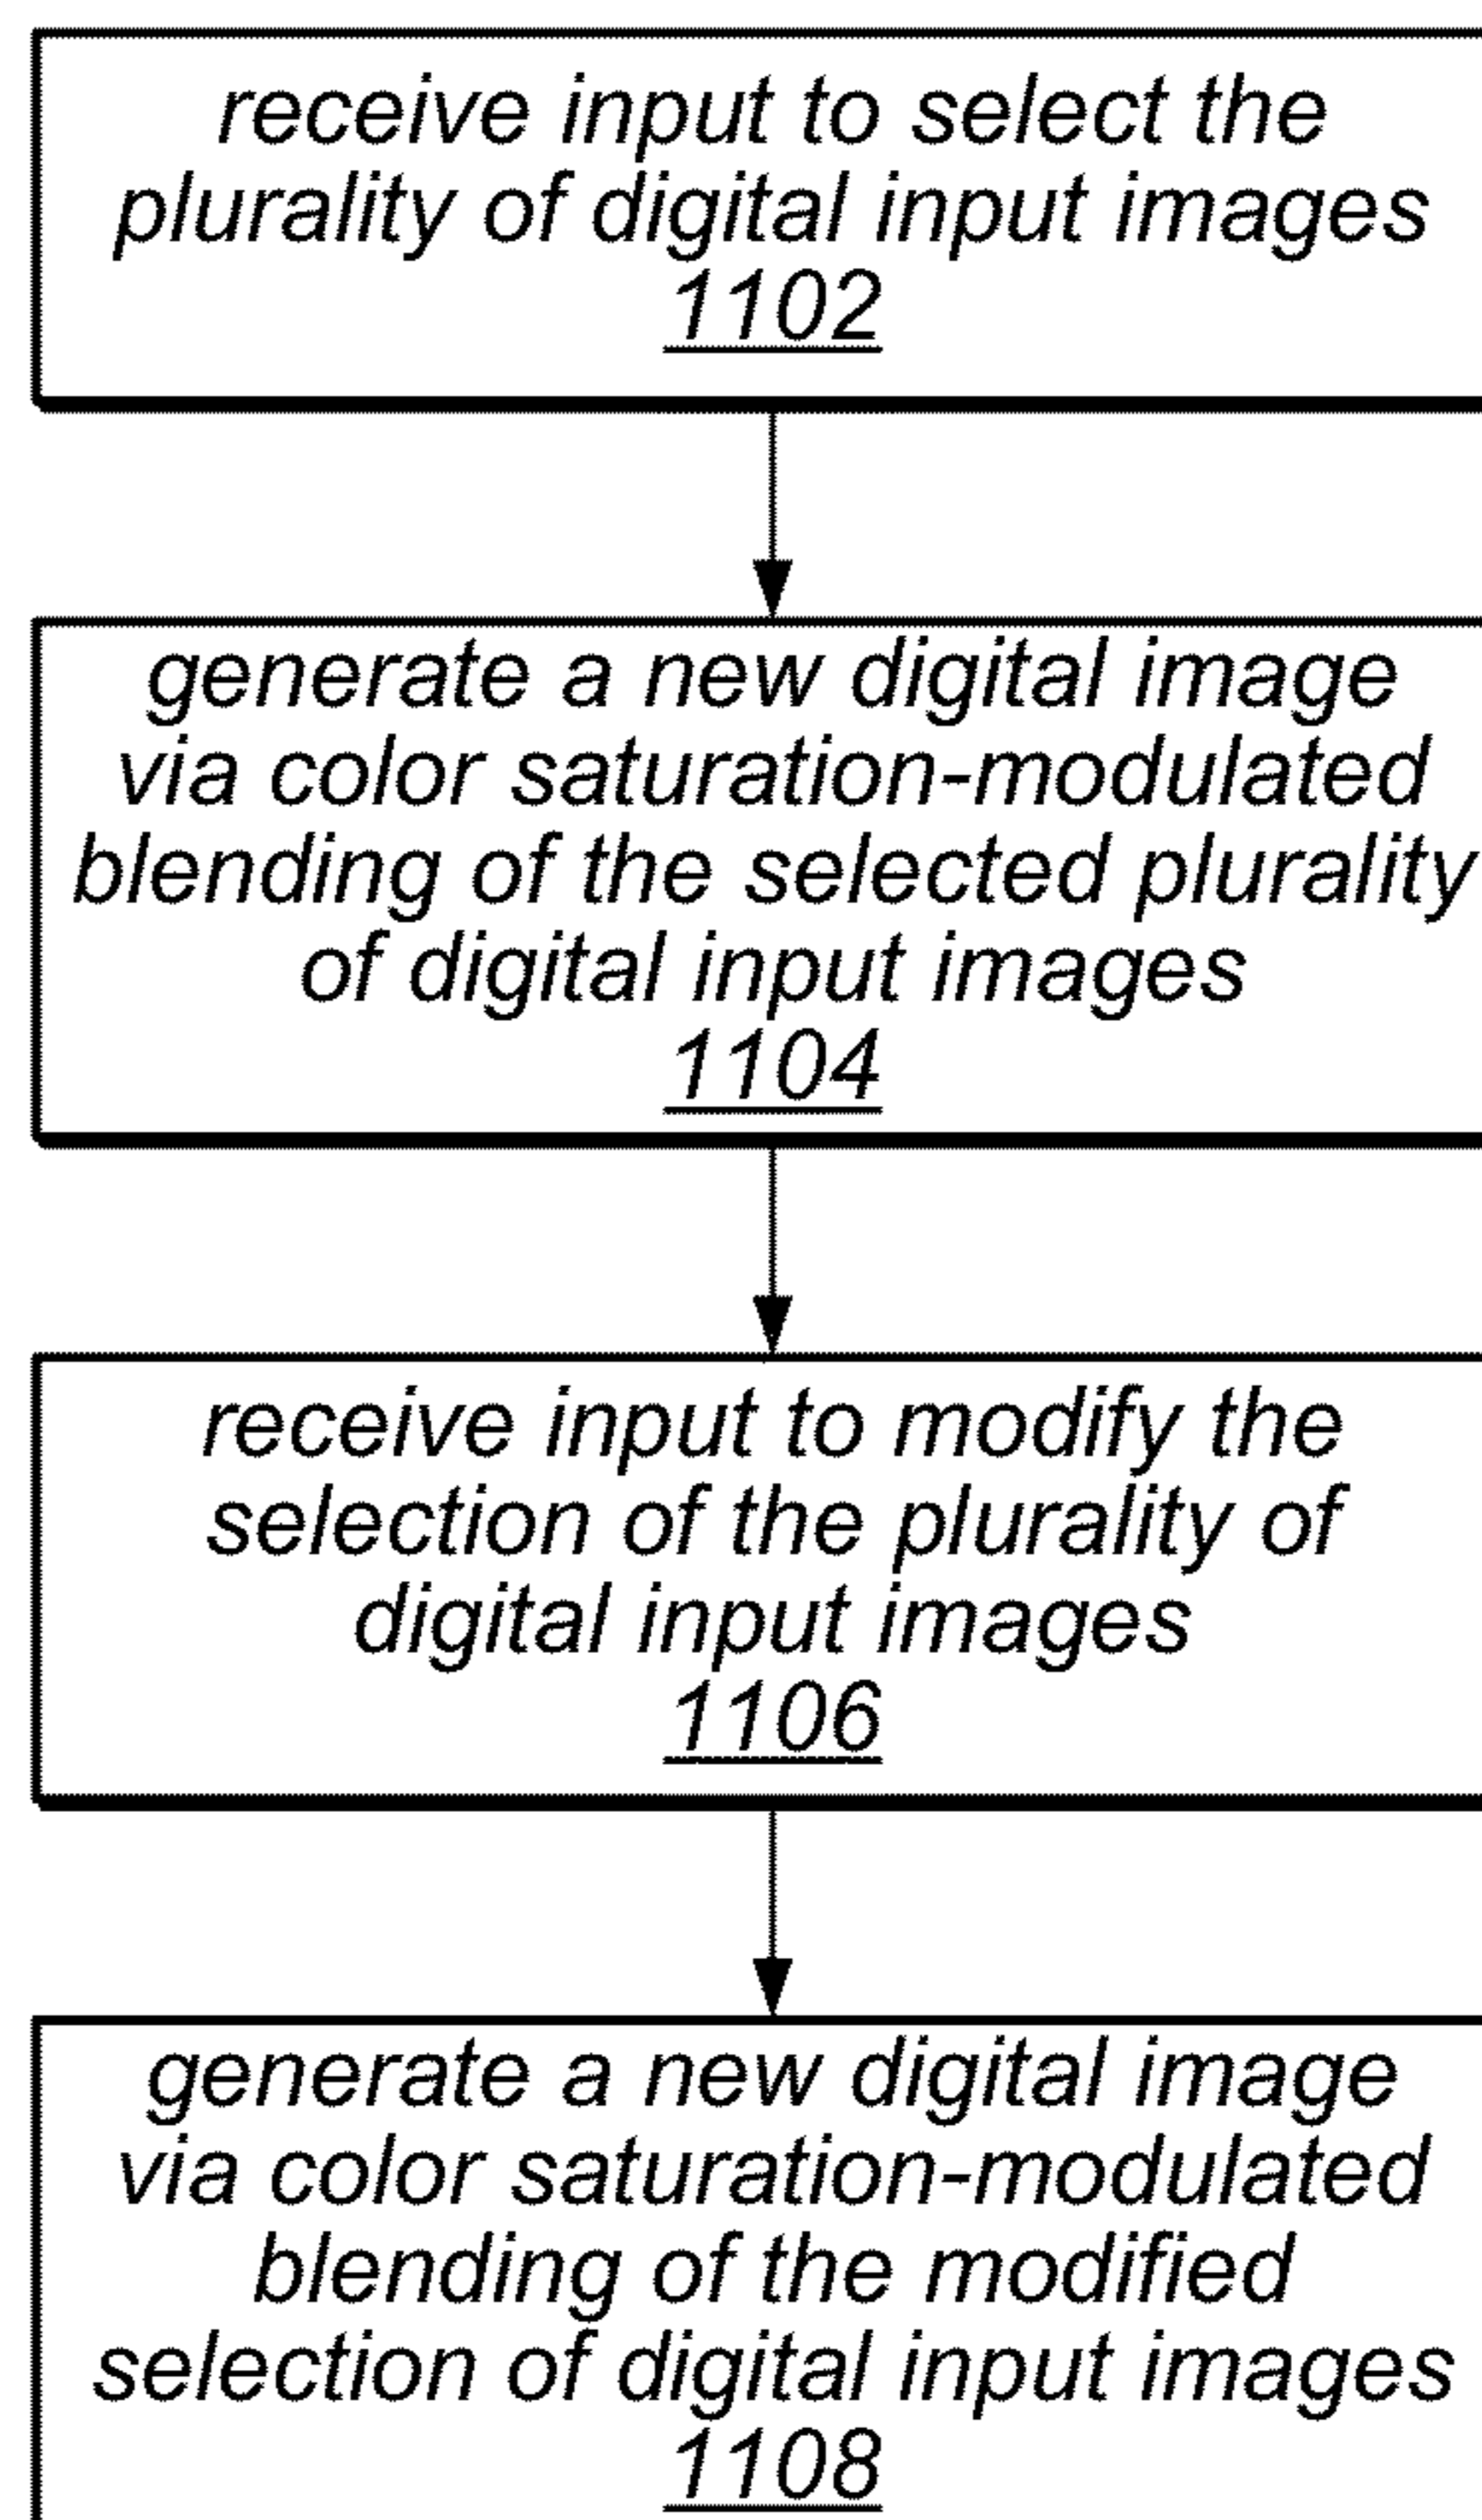 receive input to select the
plurality of digital input images
1102
generate a new digital image
via color saturation-modulated
blending of the selected plurality
of digital input images
1104
receive input to modify the
selection of the plurality of
digital input images
1106
generate a new digital image
via color saturation-modulated
blending of the modified
selection of digital input images
1108